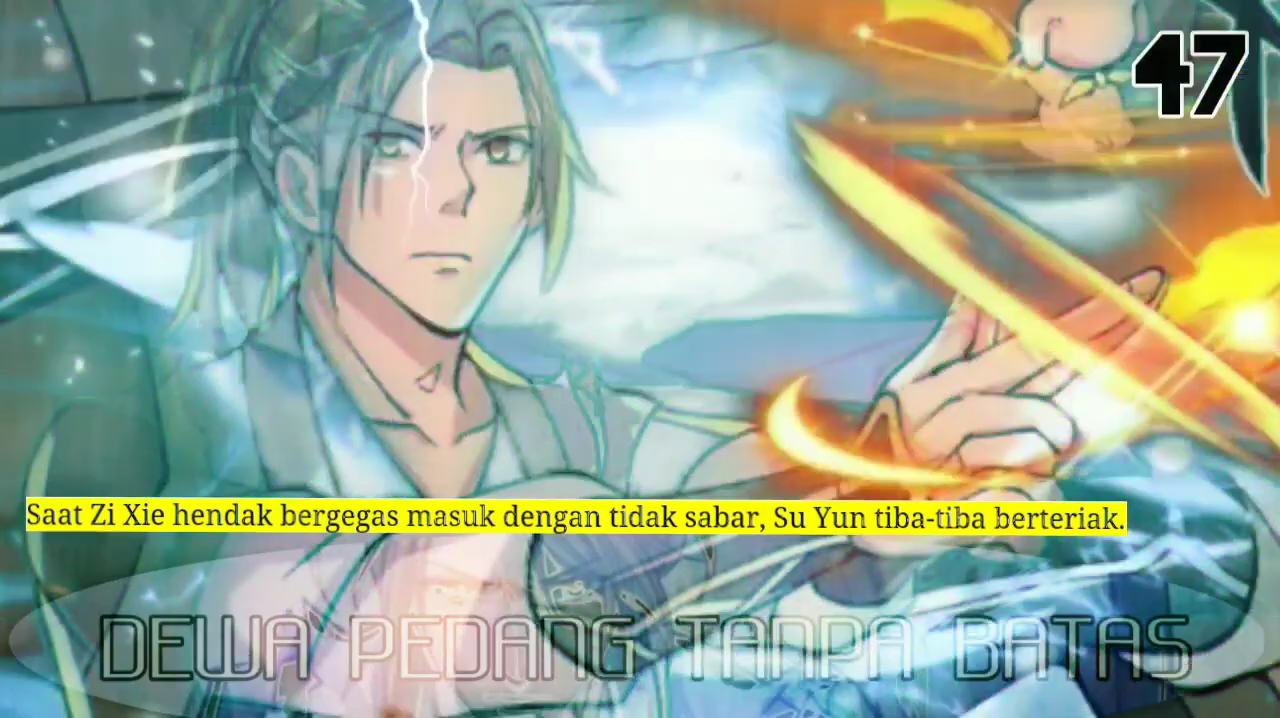 47
Saat Zi Xie hendak bergegas masuk dengan tidak sabar, Su Yun tiba-tiba berteriak.
DEWA PEDANG TANPA BATAS